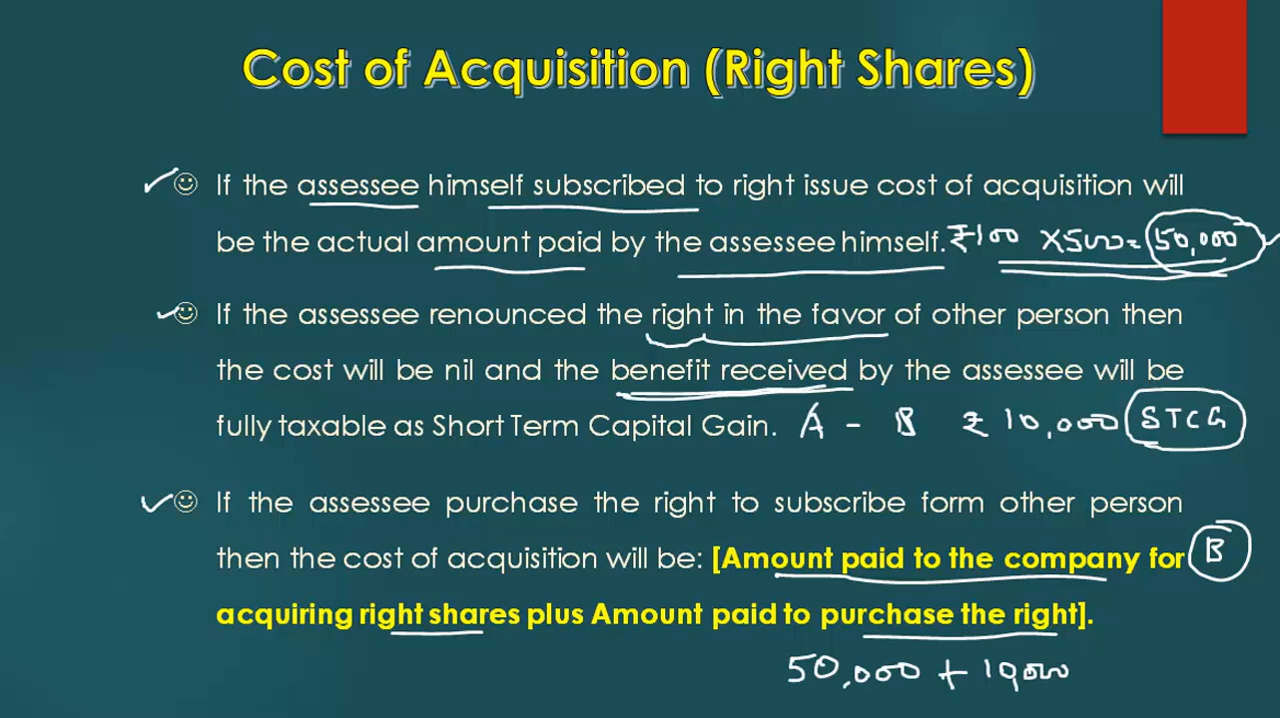 Cost of Acquisition (Right Shares)
If the assessee himself subscribed to right issue cost of acquisition will
be the actual amount paid by the assessee himself. ₹100 x500= 50,000
If the assessee renounced the right in the favor of other person then
the cost will be nil and the benefit received by the assessee will be
fully taxable as Short Term Capital Gain. A - B ₹ 10,000 STCG
If the assessee purchase the right to subscribe form other person
then the cost of acquisition will be: [Amount paid to the company for B
acquiring right shares plus Amount paid to purchase the right].
50,000 + 10,000